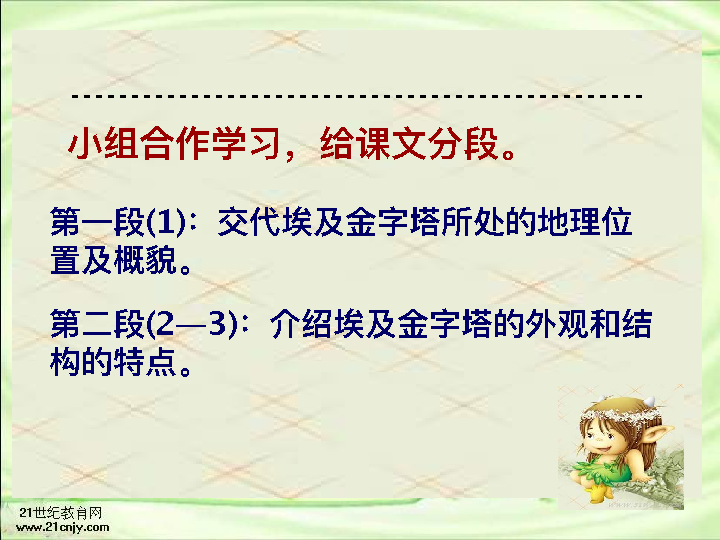 小组合作学习，给课文分段。
第一段(1)：交代埃及金字塔所处的地理位
置及概貌。
第二段(2—3)：介绍埃及金字塔的外观和结
构的特点。
21世纪教育网
www.21cnjy.com